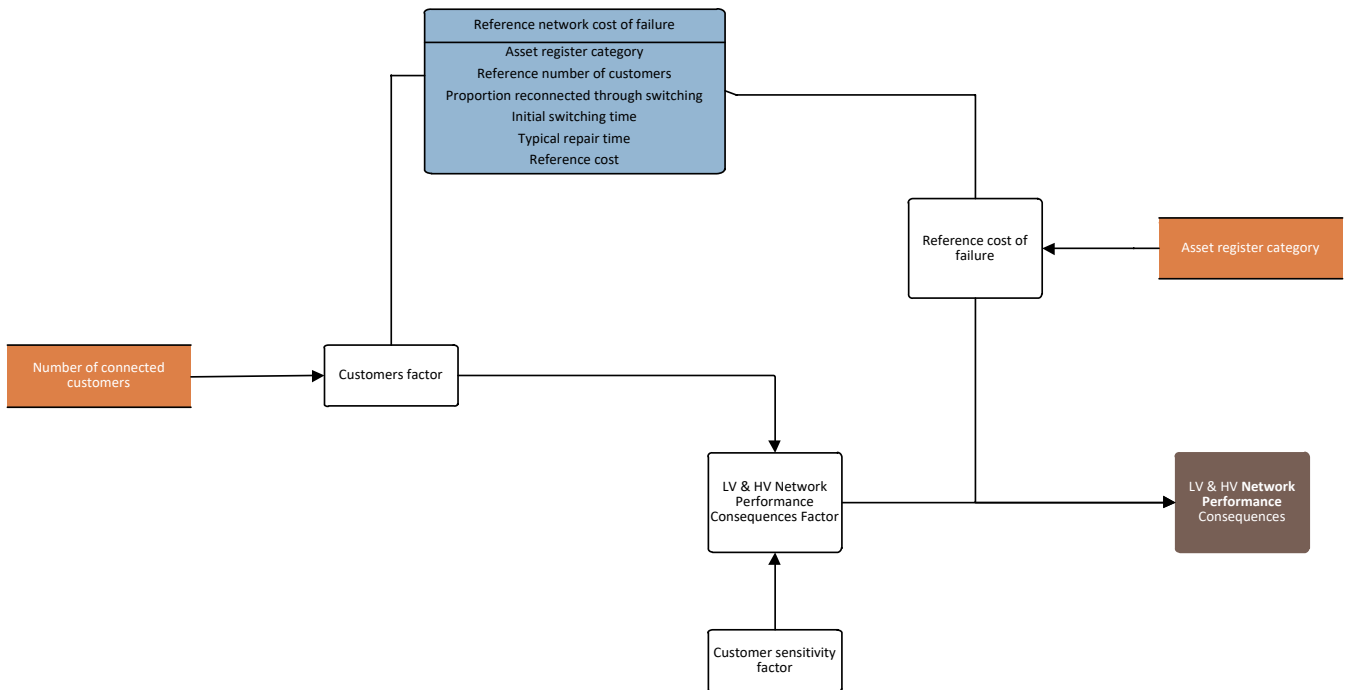 Reference network cost of failure
Asset register category
Reference number of customers
Proportion reconnected through switching
Initial switching time
Typical repair time
Reference cost
Reference cost of
failure
Asset register category
Number of connected
customers
Customers factor
LV & HV Network
Performance
Consequences Factor
LV & HV Network
Performance
Consequences
Customer sensitivity
factor